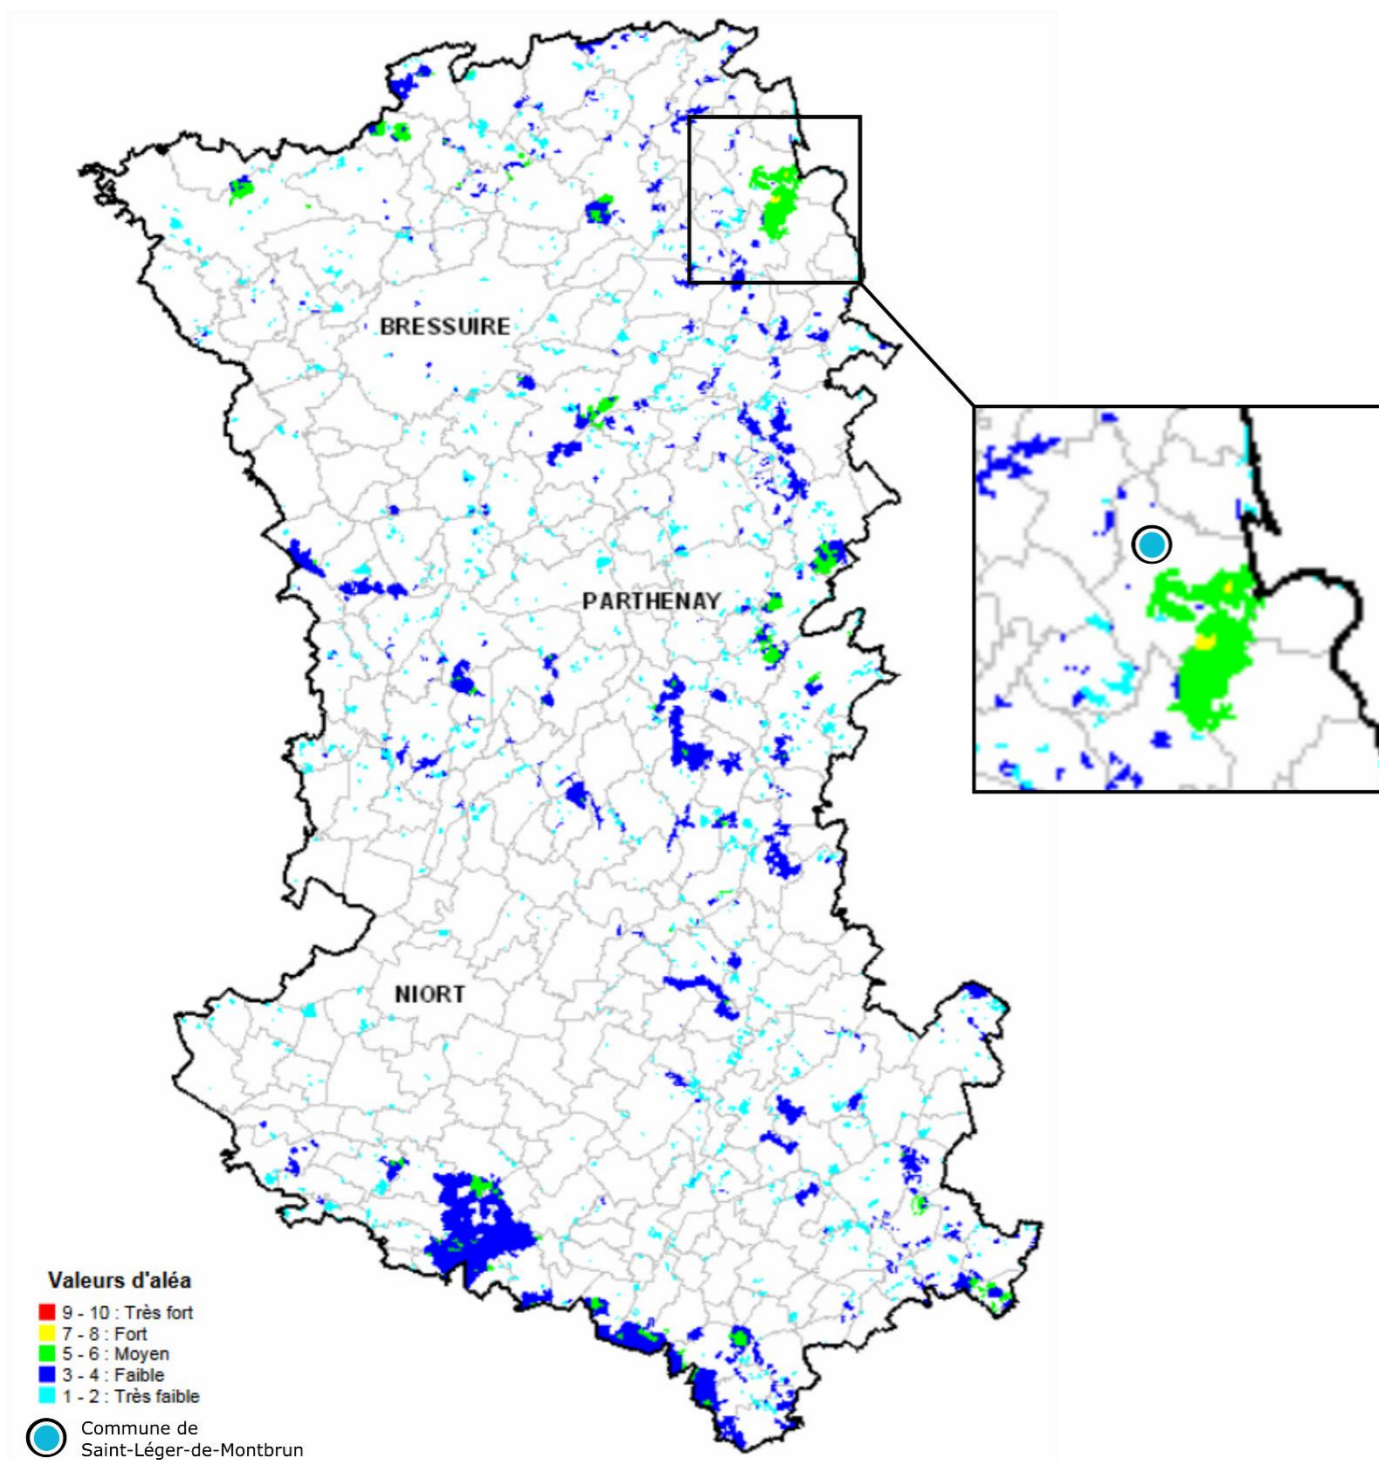 BRESSUIRE
PARTHENAY
NIORT
Valeurs d'aléa
9 - 10 : Très fort
7 - 8 : Fort
5 - 6 : Moyen
3 - 4 : Faible
1 - 2 : Très faible
Commune de
Saint-Léger-de-Montbrun